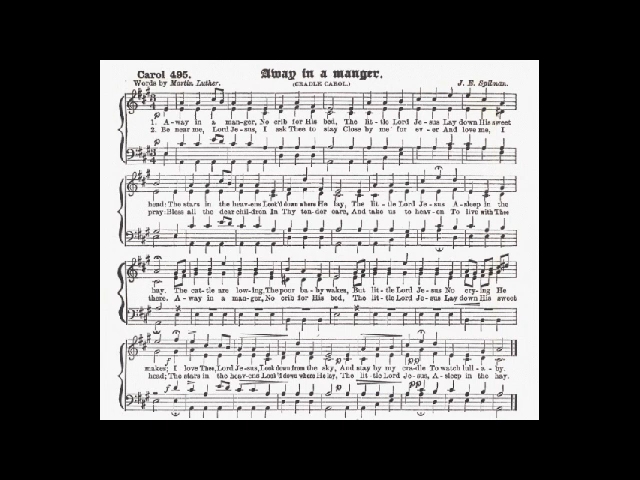 Carol 495. Away in a manger.
Words by Martin Luther. (CRADLE CAROL.) J. E. Spilman.
1. A-way in a man-ger, No crib for His bed, The lit-tle Lord Je-sus Lay down His sweet
2. Be near me, Lord Je-sus, I ask Thee to stay Close by me for ev-er And love me, I
head: The stars in the heav-ens Look'd down where He lay, The lit-tle Lord Je-sus A-sleep in the
pray: Bless all the dear chil-dren In Thy ten-der care, And take us to heav-en To live with Thee
hay. The cat-tle are low-ing, The poor ba-by wakes, But lit-tle Lord Je-sus No cry-ing He
there. A-way in a man-ger, No crib for His bed, The lit-tle Lord Je-sus Lay down His sweet
makes; I love Thee, Lord Je-sus, Look down from the sky, And stay by my cra-dle To watch lull-a-by.
head; The stars in the heav-ens Look'd down where He lay, The lit-tle Lord Je-sus, A-sleep in the hay.